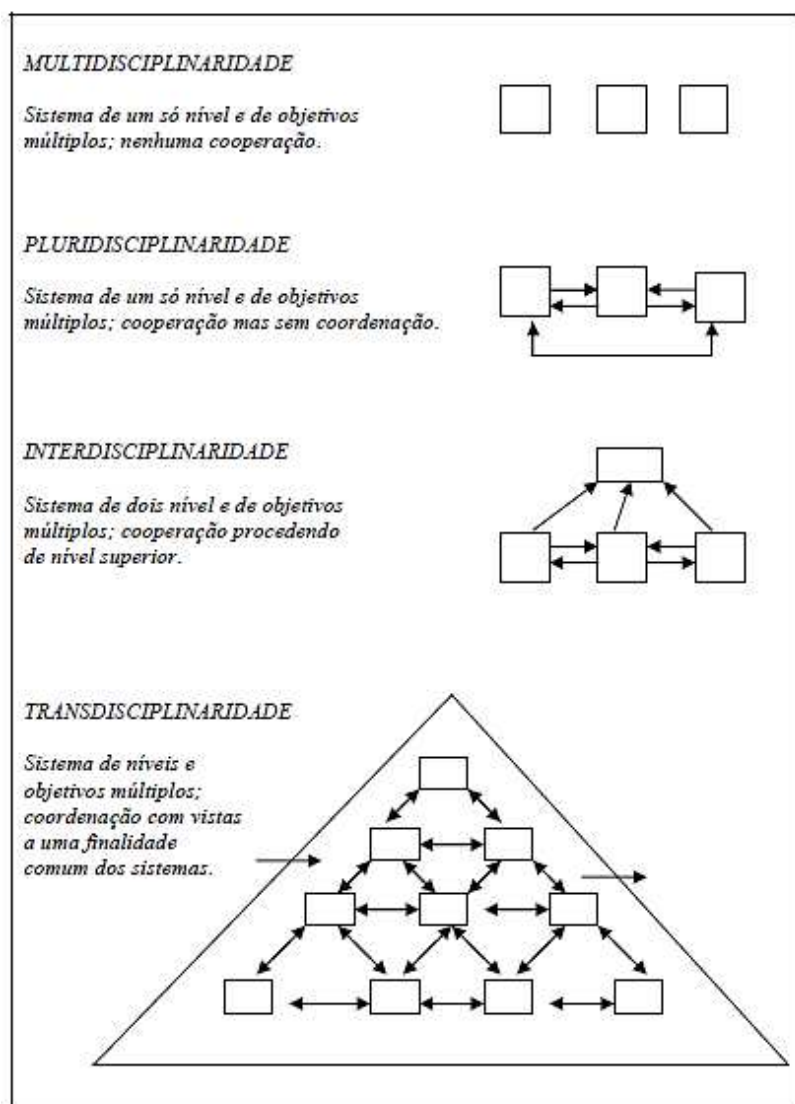 MULTIDISCIPLINARIDADE
Sistema de um só nível e de objetivos
múltiplos; nenhuma cooperação.
PLURIDISCIPLINARIDADE
Sistema de um só nível e de objetivos
múltiplos; cooperação mas sem coordenação.
INTERDISCIPLINARIDADE
Sistema de dois nível e de objetivos
múltiplos; cooperação procedendo
de nível superior.
TRANSDISCIPLINARIDADE
Sistema de níveis e
objetivos múltiplos;
coordenação com vistas
a uma finalidade
comum dos sistemas.